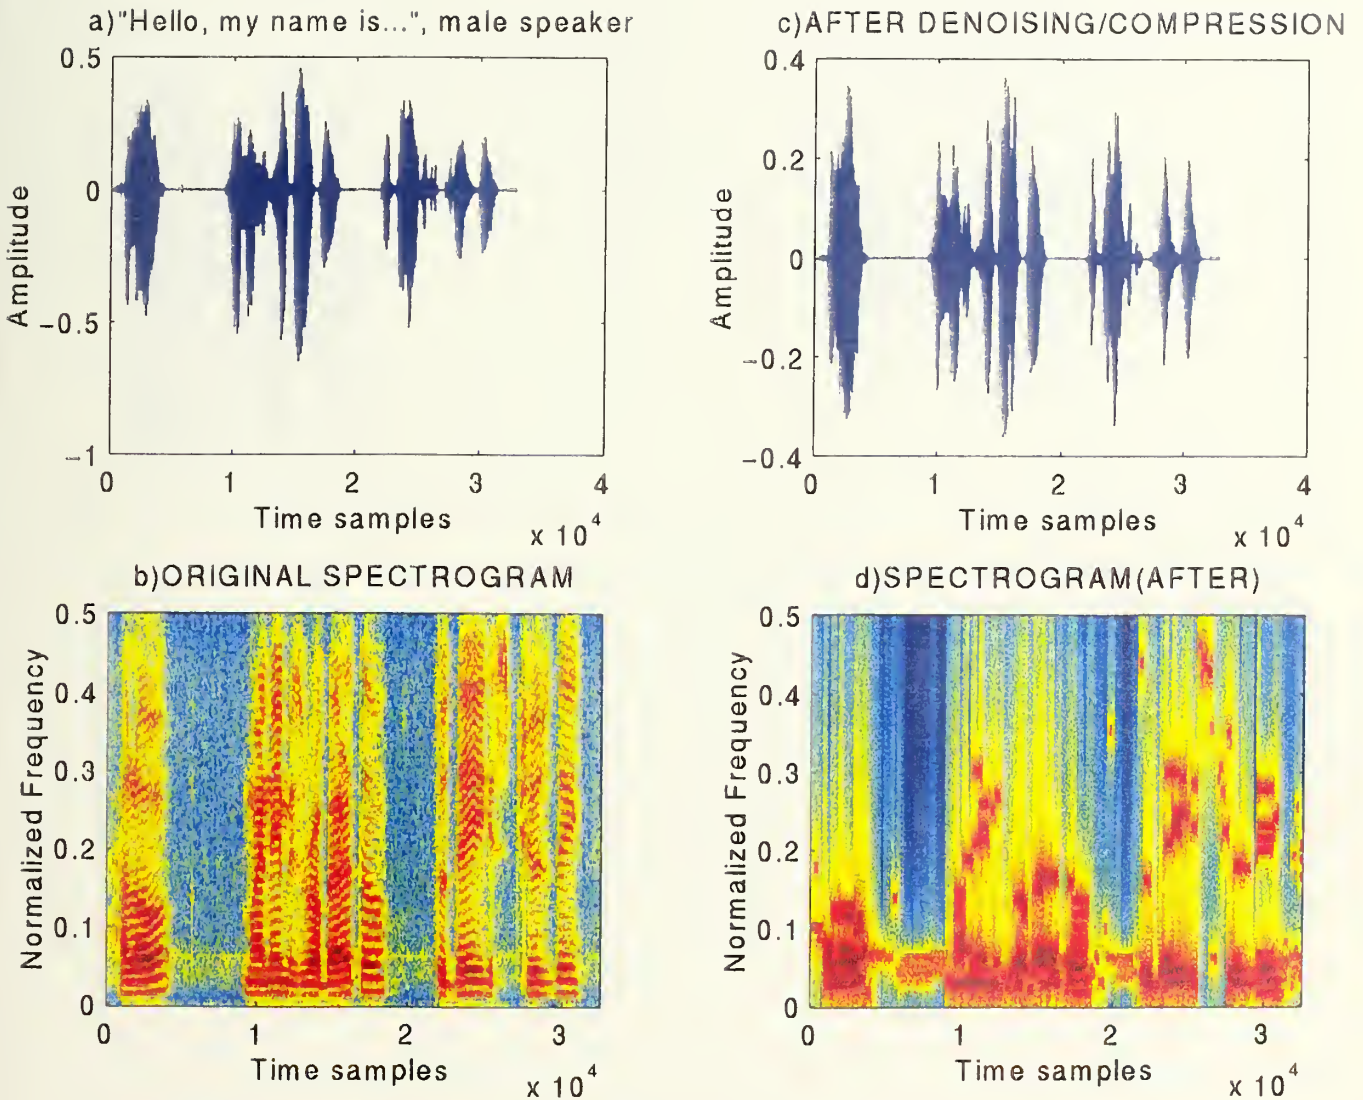 a)"Hello, my name is...", male speaker
0.5
0
−0.5
−1
Amplitude
0 1 2 3 4
Time samples
x 10^4
c)AFTER DENOISING/COMPRESSION
0.4
0.2
0
−0.2
−0.4
Amplitude
0 1 2 3 4
Time samples
x 10^4
b)ORIGINAL SPECTROGRAM
0.5
0.4
0.3
0.2
0.1
0
Normalized Frequency
0 1 2 3
Time samples
x 10^4
d)SPECTROGRAM(AFTER)
0.5
0.4
0.3
0.2
0.1
0
Normalized Frequency
0 1 2 3
Time samples
x 10^4